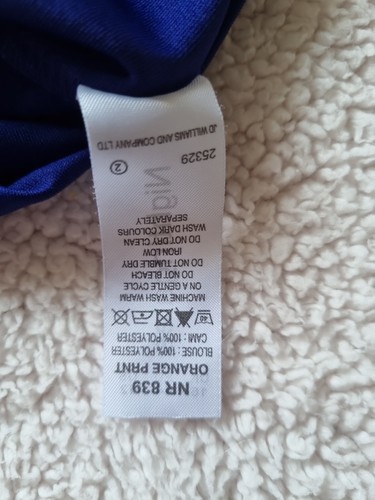 NR 839
ORANGE PRINT
BLOUSE : 100% POLYESTER
CAMI : 100% POLYESTER
40
MACHINE WASH WARM
ON A GENTLE CYCLE
DO NOT BLEACH
DO NOT TUMBLE DRY
IRON LOW
DO NOT DRY CLEAN
WASH DARK COLOURS
SEPARATELY
2
25329
JD WILLIAMS AND COMPANY LTD